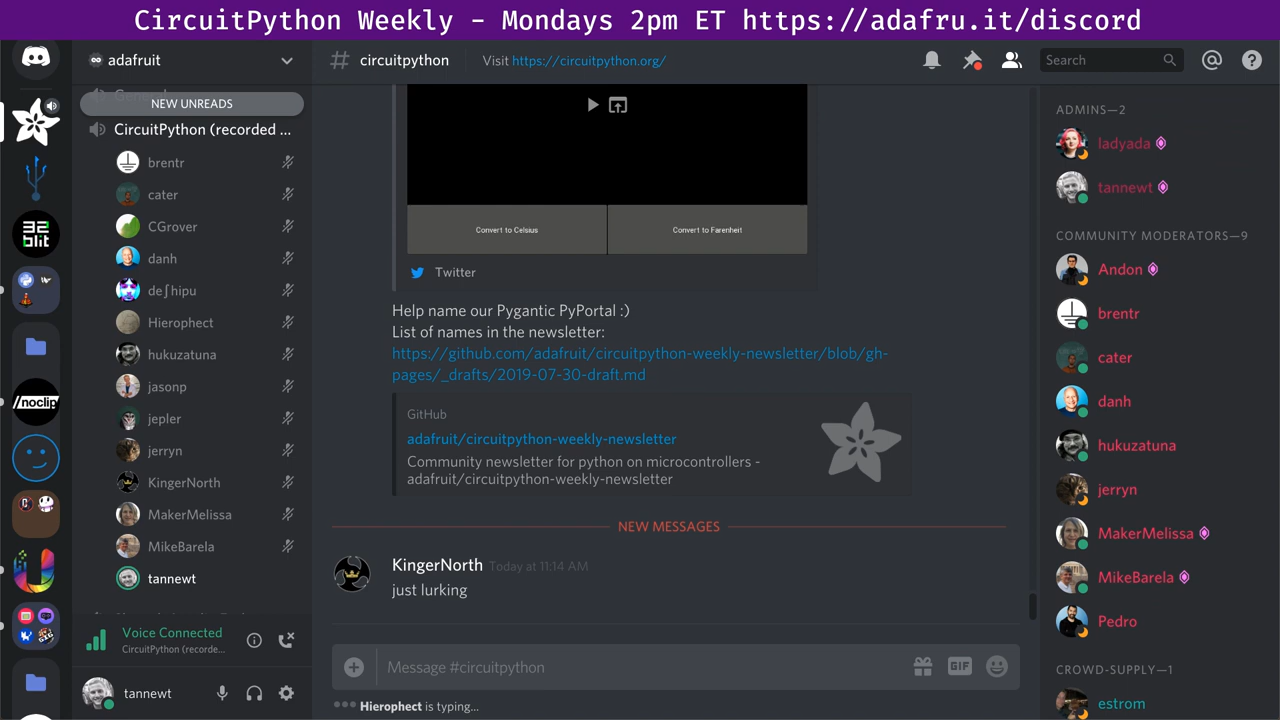 CircuitPython Weekly – Mondays 2pm ET https://adafru.it/discord
adafruit
NEW UNREADS
CircuitPython (recorded ...
brentr
cater
CGrover
danh
de∫hipu
Hierophect
hukuzatuna
jasonp
jepler
jerryn
KingerNorth
MakerMelissa
MikeBarela
tannewt
Voice Connected
CircuitPython (recorde...
tannewt
32
blit
/noclip
# circuitpython
Visit https://circuitpython.org/
Search
Convert to Celsius
Convert to Farenheit
Twitter
Help name our Pygantic PyPortal :)
List of names in the newsletter:
https://github.com/adafruit/circuitpython-weekly-newsletter/blob/gh-
pages/_drafts/2019-07-30-draft.md
GitHub
adafruit/circuitpython-weekly-newsletter
Community newsletter for python on microcontrollers -
adafruit/circuitpython-weekly-newsletter
NEW MESSAGES
KingerNorth Today at 11:14 AM
just lurking
Message #circuitpython
GIF
Hierophect is typing...
ADMINS—2
ladyada
tannewt
COMMUNITY MODERATORS—9
Andon
brentr
cater
danh
hukuzatuna
jerryn
MakerMelissa
MikeBarela
Pedro
CROWD-SUPPLY—1
estrom